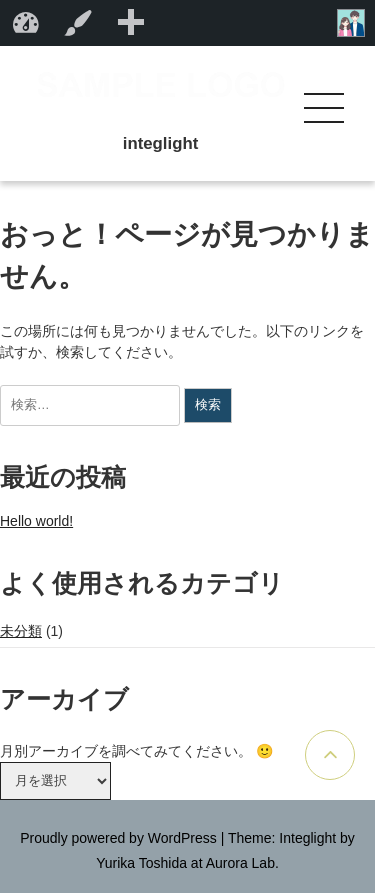 SAMPLE LOGO
integlight
おっと！ページが見つかりま
せん。
この場所には何も見つかりませんでした。以下のリンクを
試すか、検索してください。
検索… 検索
最近の投稿
Hello world!
よく使用されるカテゴリ
未分類 (1)
アーカイブ
月別アーカイブを調べてみてください。 🙂
月を選択
Proudly powered by WordPress | Theme: Integlight by
Yurika Toshida at Aurora Lab.